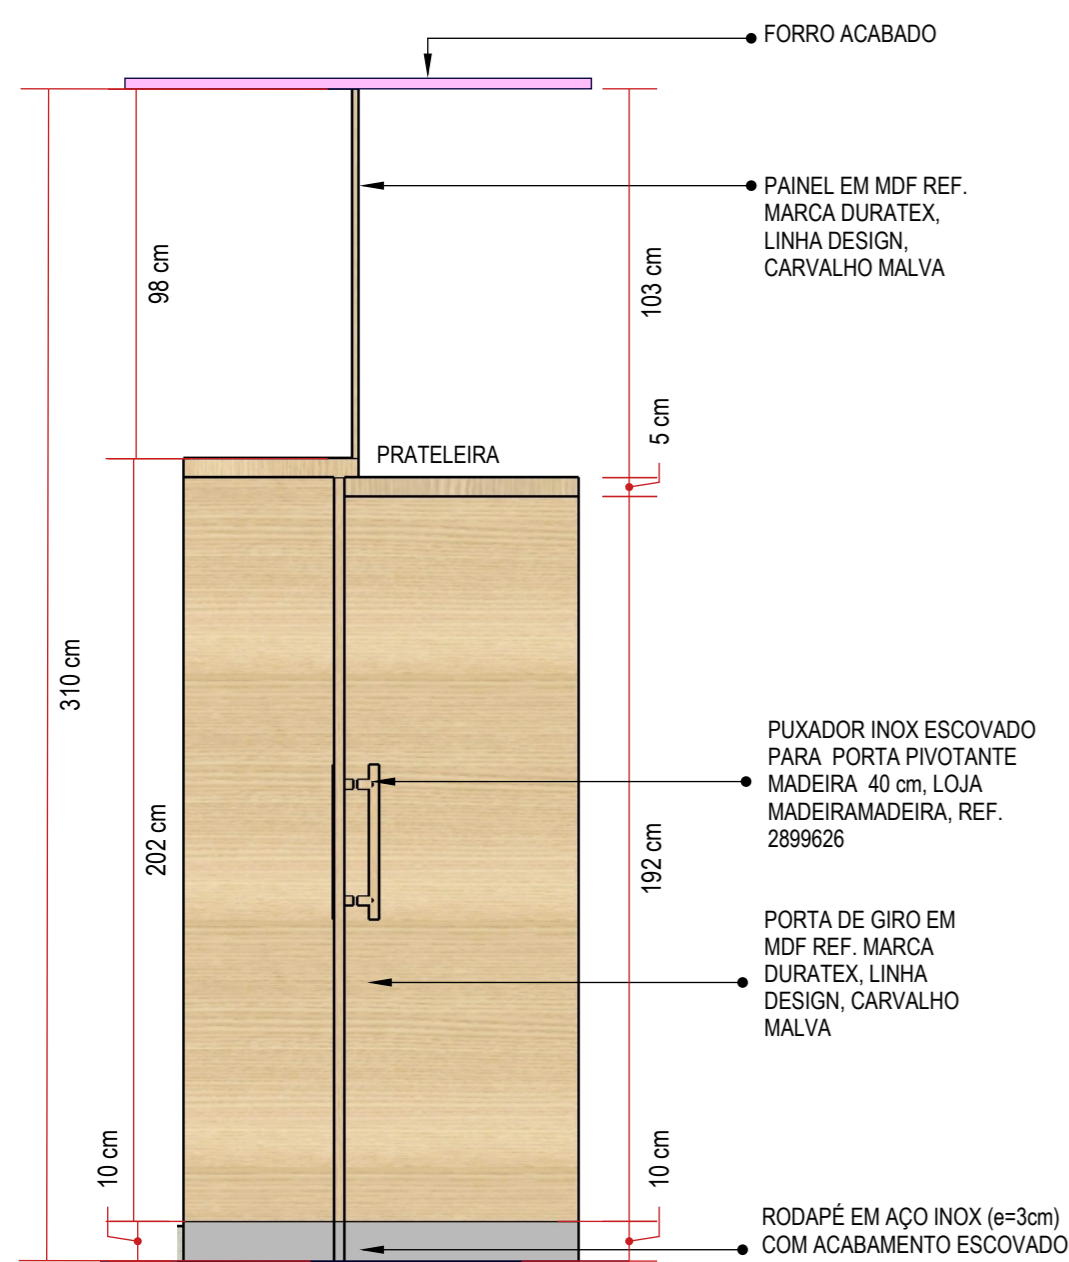 FORRO ACABADO
PAINEL EM MDF REF.
MARCA DURATEX,
LINHA DESIGN,
CARVALHO MALVA
98 cm
103 cm
5 cm
PRATELEIRA
310 cm
202 cm
192 cm
PUXADOR INOX ESCOVADO
PARA PORTA PIVOTANTE
MADEIRA 40 cm, LOJA
MADEIRAMADEIRA, REF.
2899626
PORTA DE GIRO EM
MDF REF. MARCA
DURATEX, LINHA
DESIGN, CARVALHO
MALVA
10 cm
10 cm
RODAPÉ EM AÇO INOX (e=3cm)
COM ACABAMENTO ESCOVADO